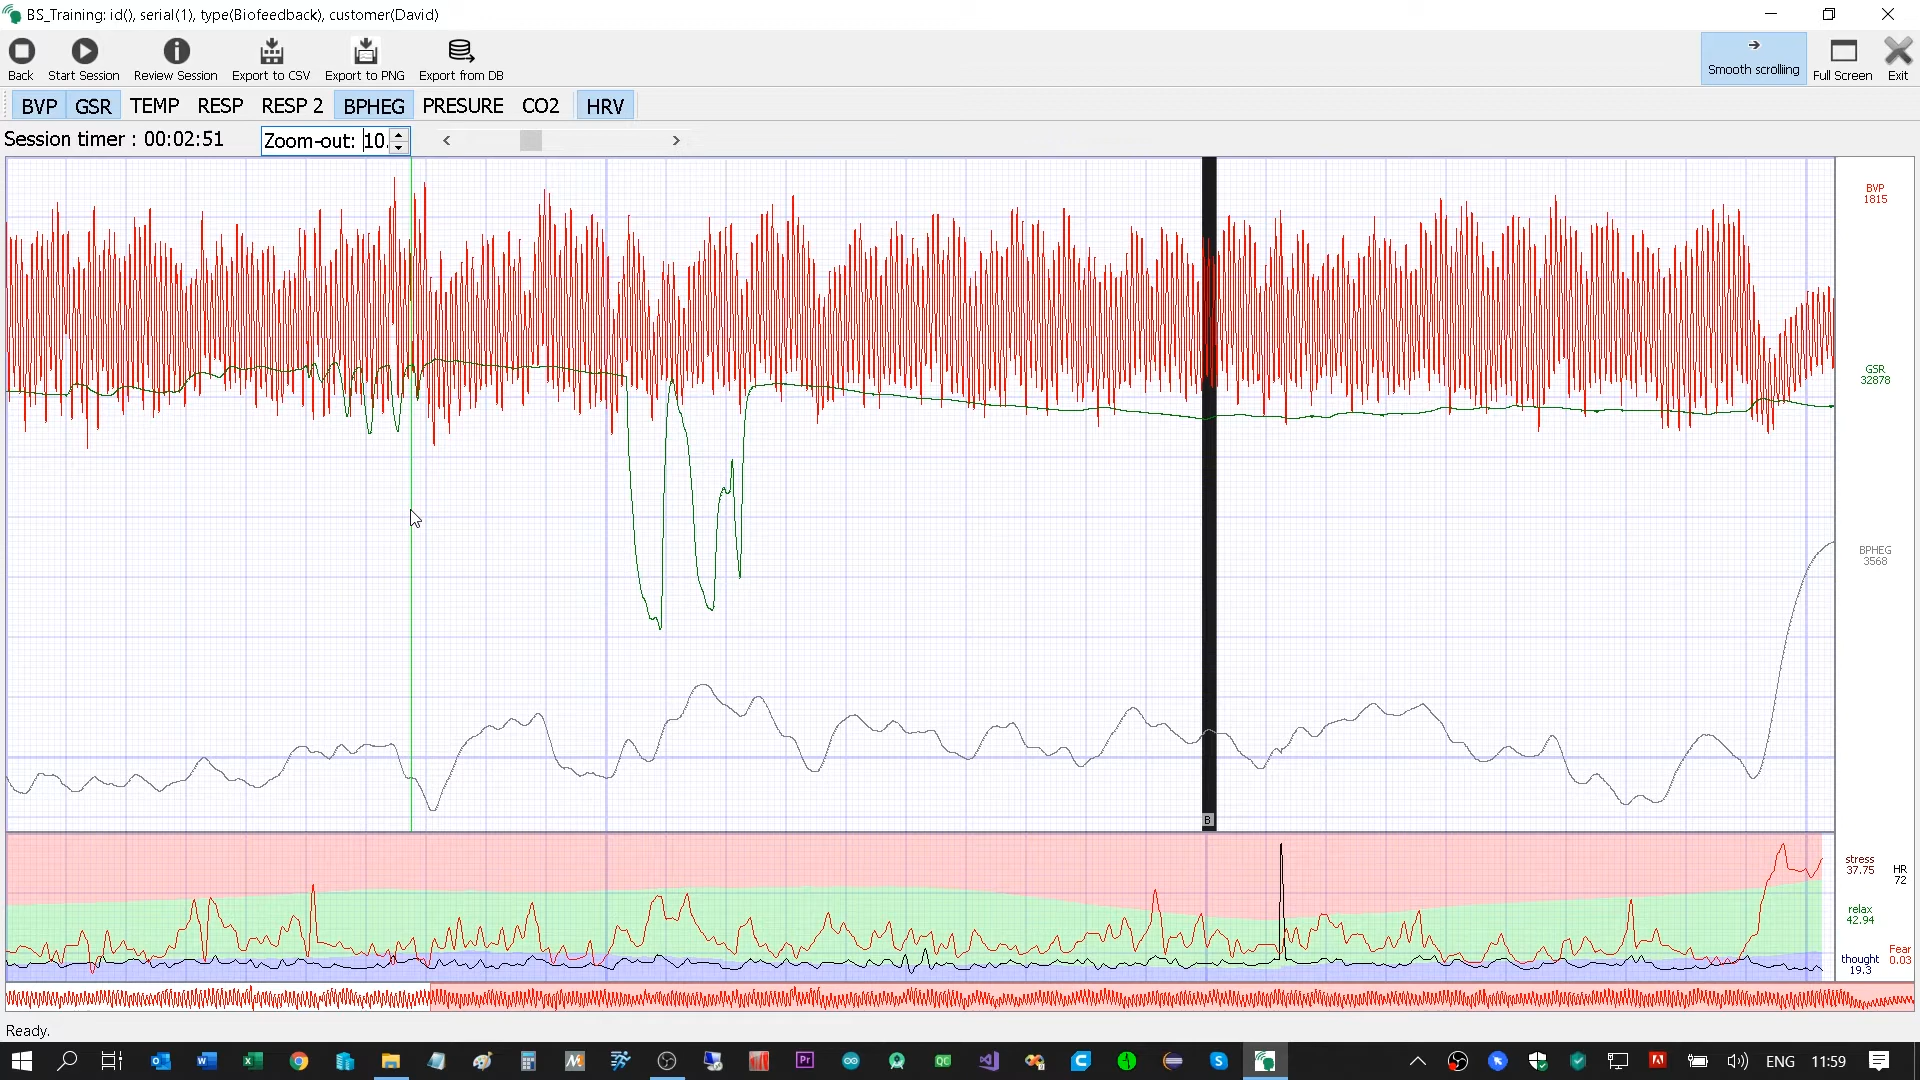 BS_Training: id(), serial(1), type(Biofeedback), customer(David)
Back Start Session Review Session Export to CSV Export to PNG Export from DB Smooth scrolliing Full Screen Exit
BVP GSR TEMP RESP RESP 2 BPHEG PRESURE CO2 HRV
Session timer : 00:02:51 Zoom-out: 10.
BVP
1815
GSR
32878
BPHEG
3568
B
stress
37.75
HR
72
relax
42.94
Fear
0.03
thought
19.3
Ready.
Pr QC S ENG 11:59